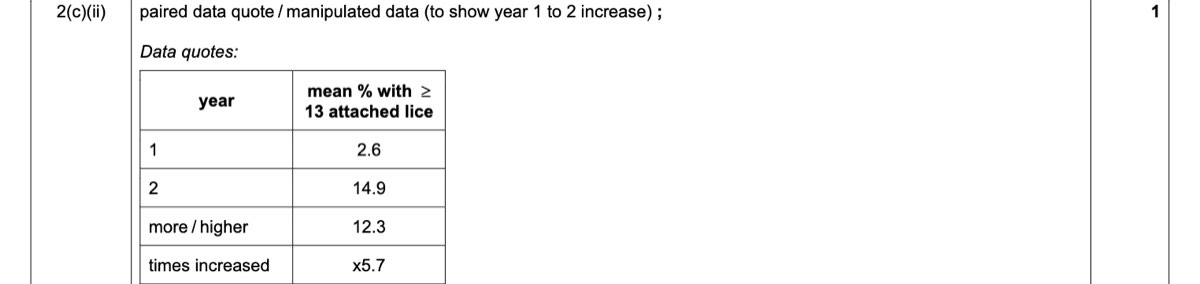 2(c)(ii) paired data quote / manipulated data (to show year 1 to 2 increase) ; 1
Data quotes:
year mean % with ≥ 13 attached lice
1 2.6
2 14.9
more / higher 12.3
times increased x5.7